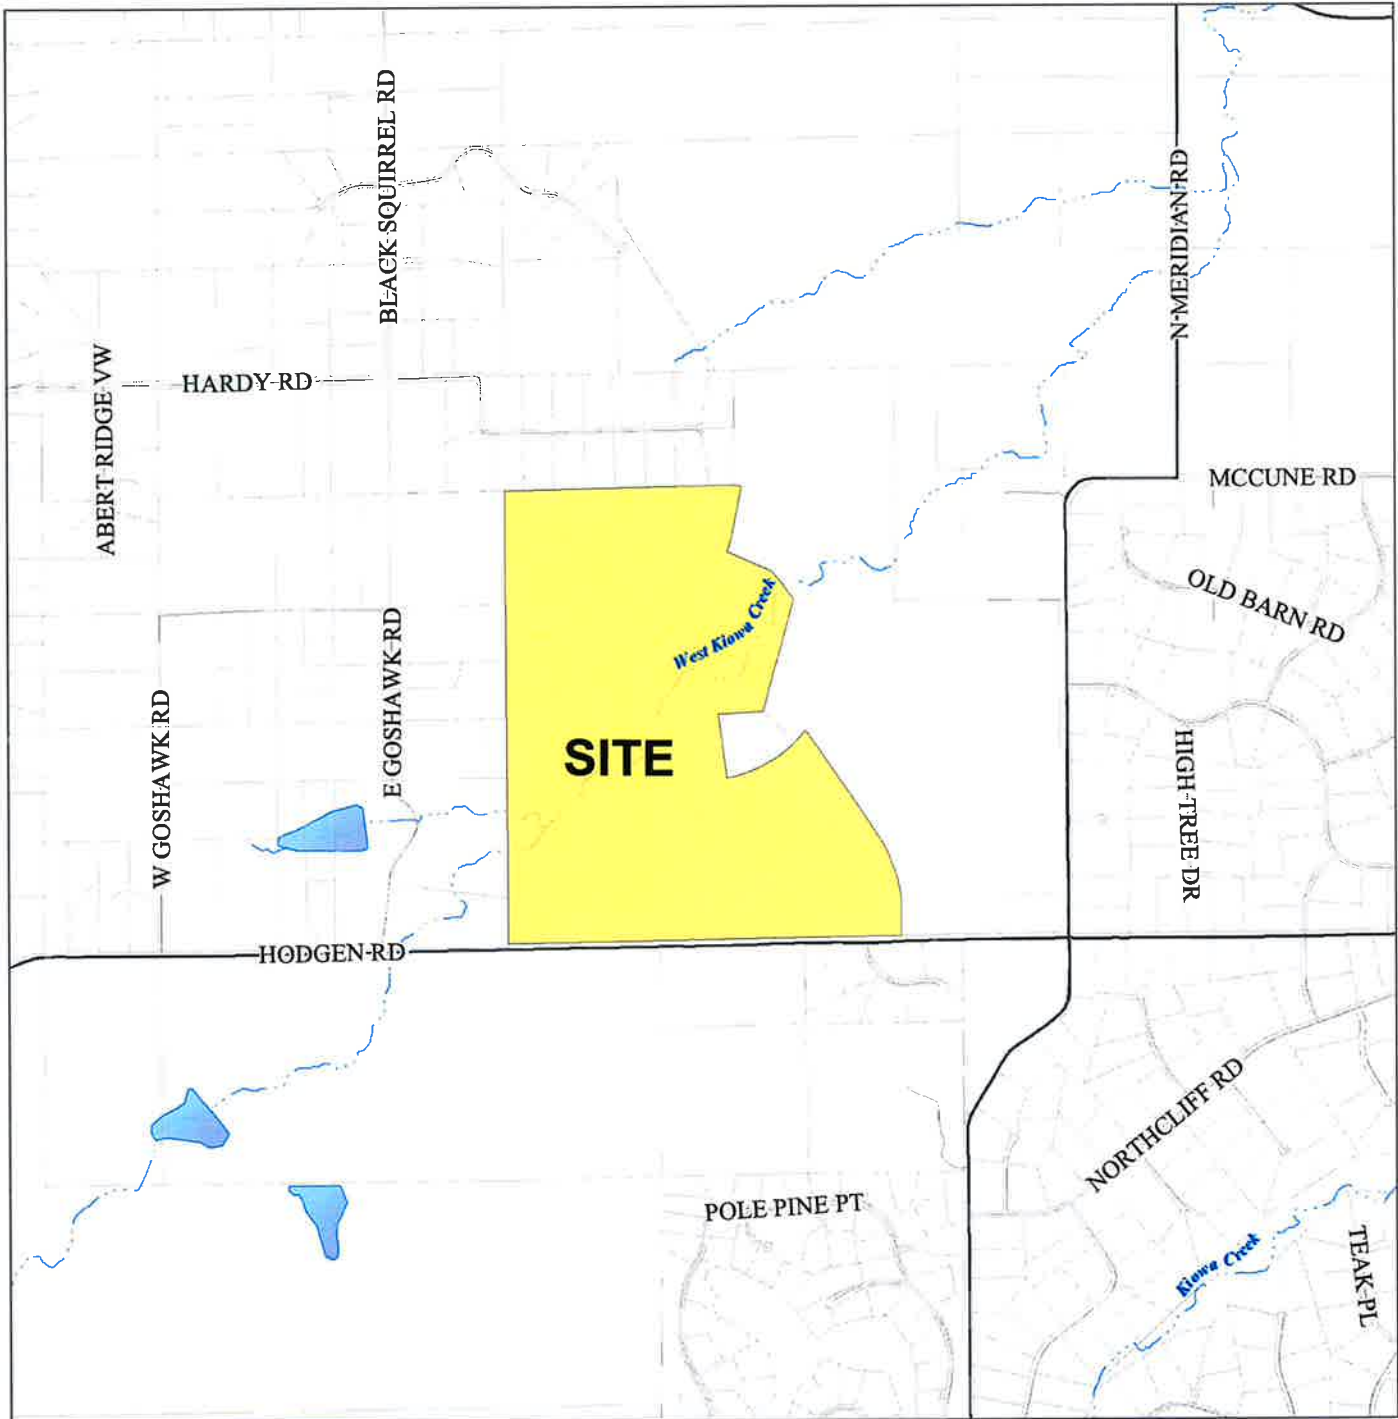 BLACK SQUIRREL RD
N MERIDIAN RD
HARDY RD
ABERT RIDGE VW
MCCUNE RD
OLD BARN RD
West Kiowa Creek
E GOSHAWK RD
W GOSHAWK RD
SITE
HIGH TREE DR
HODGEN RD
NORTHCLIFF RD
POLE PINE PT
Kiowa Creek
TEAK PL